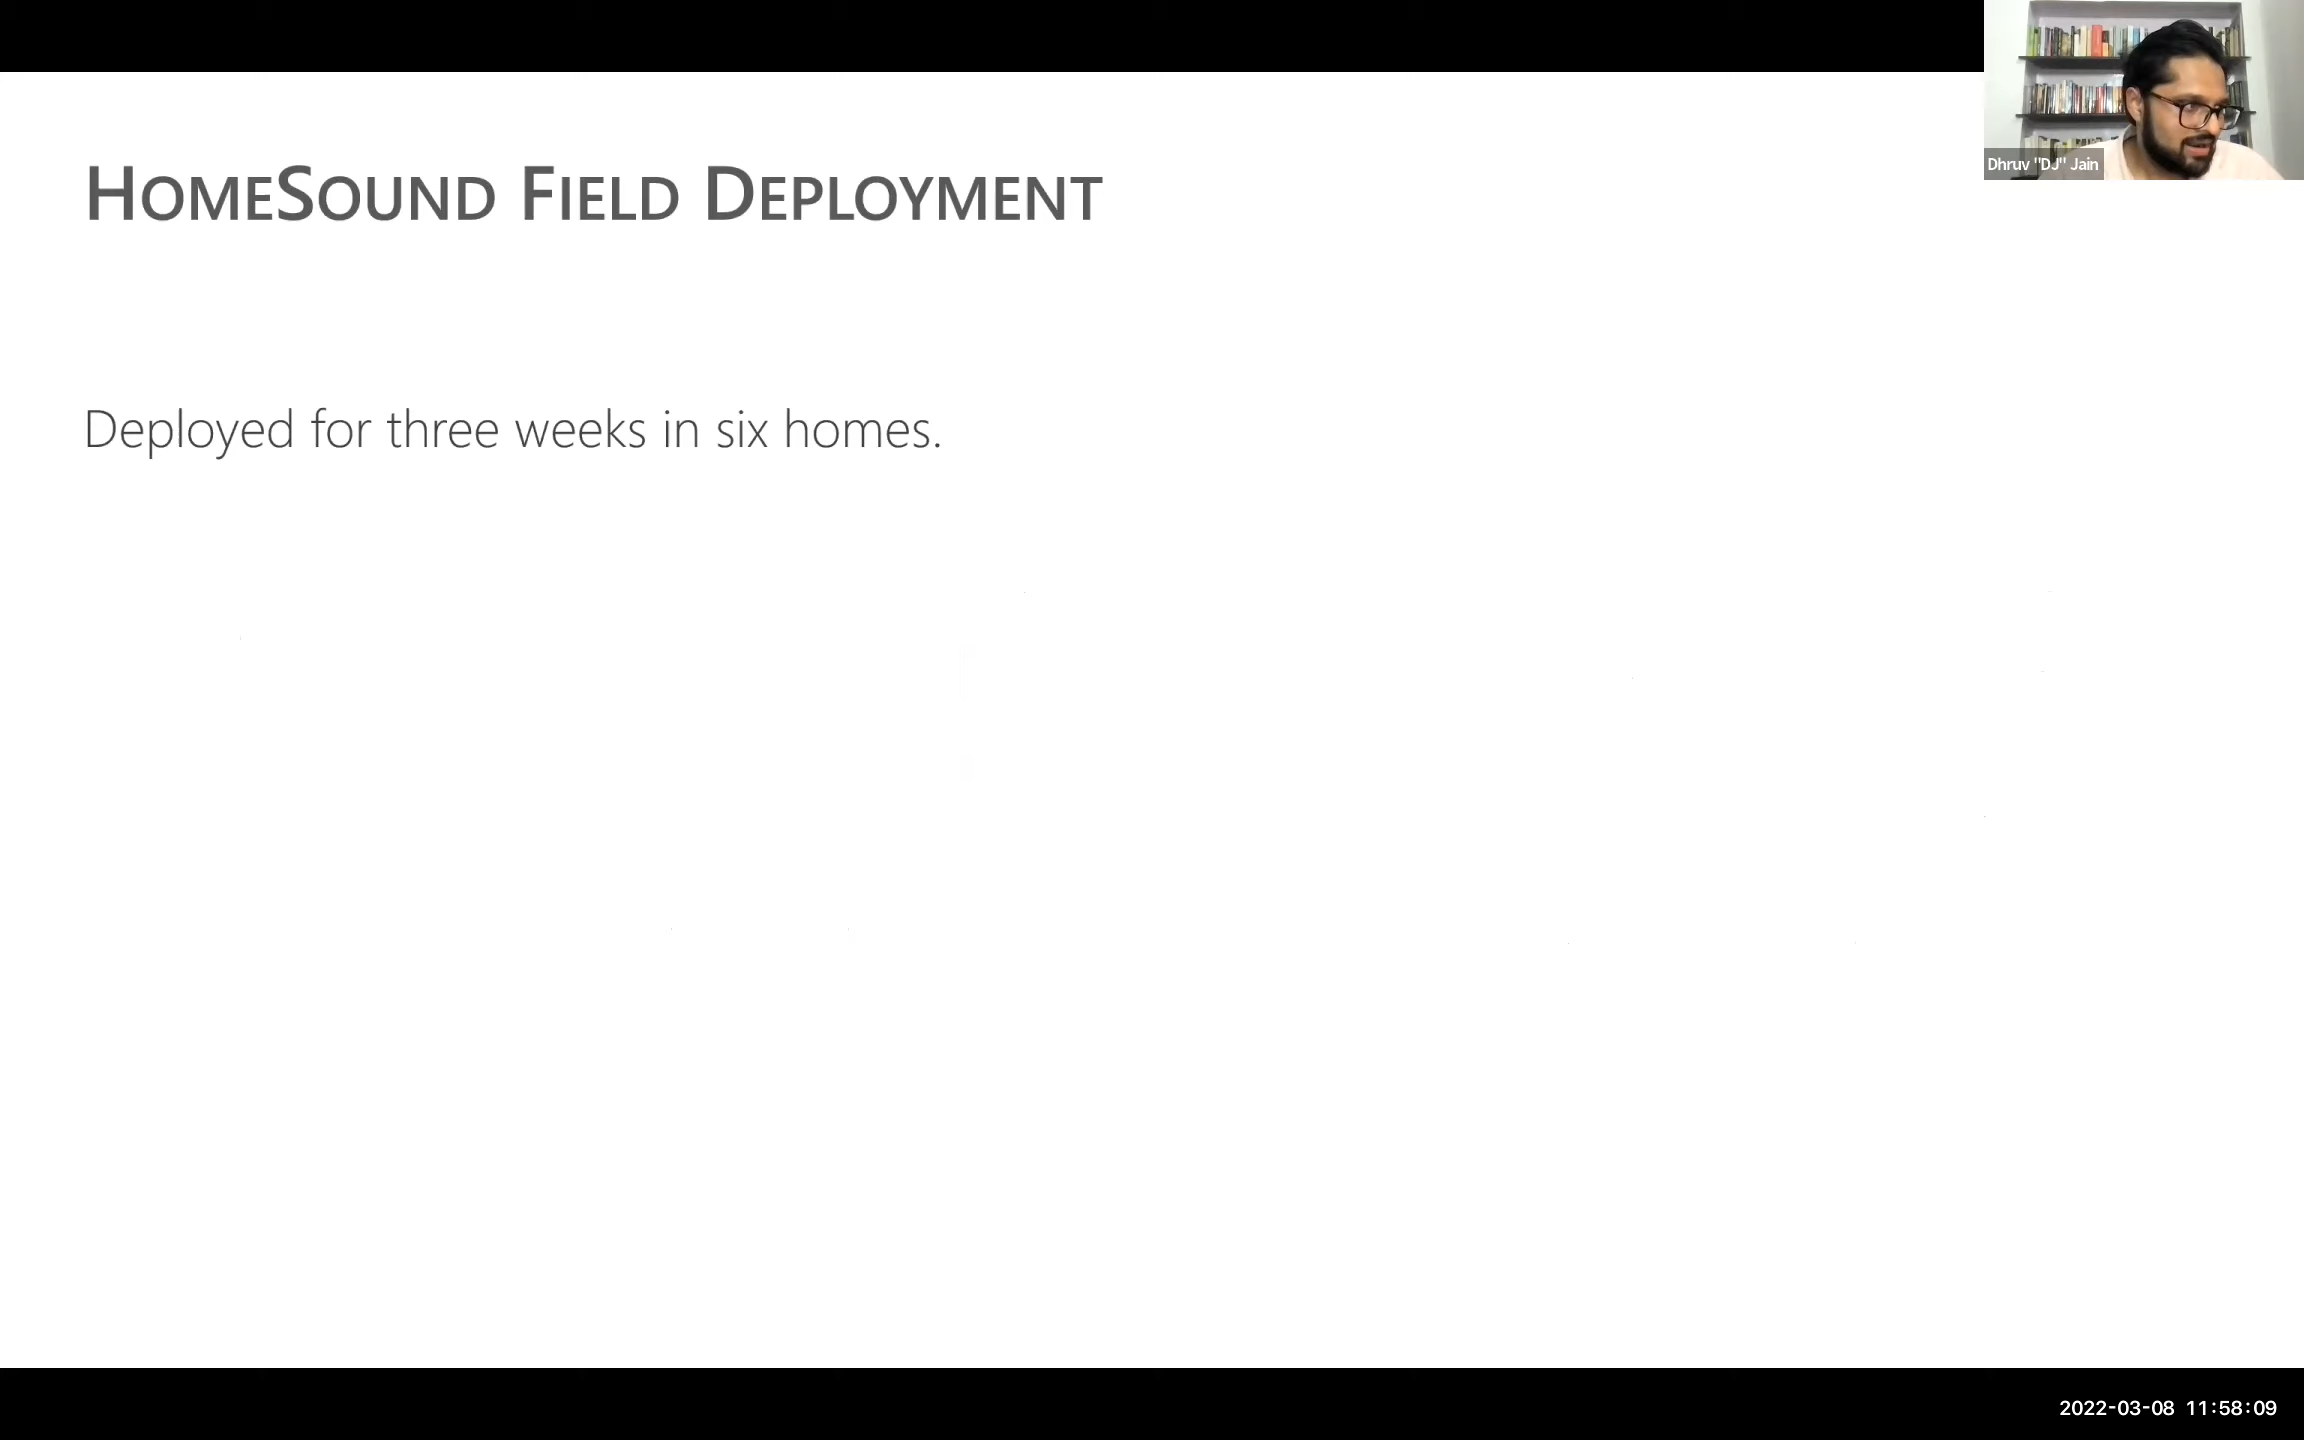 HOMESOUND FIELD DEPLOYMENT
Dhruv "DJ" Jain
Deployed for three weeks in six homes.
2022-03-08 11:58:09